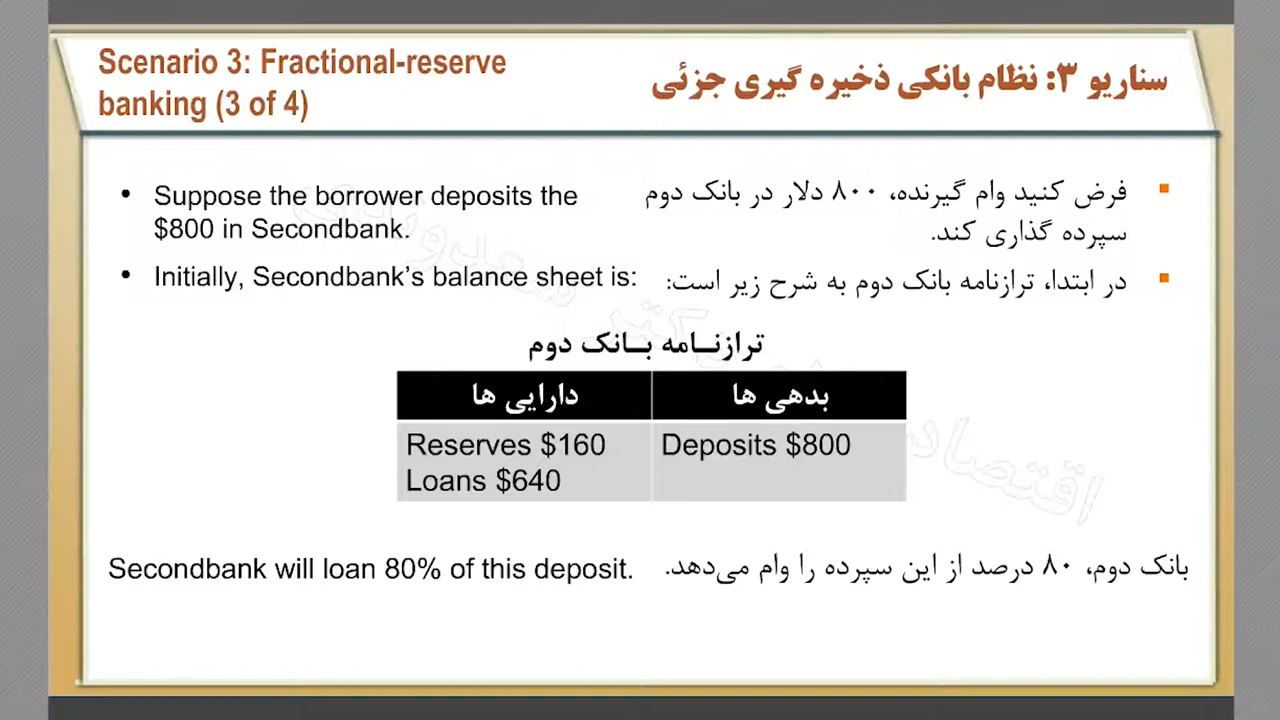 Scenario 3: Fractional-reserve
banking (3 of 4)
سناریو ۳: نظام بانکی ذخیره گیری جزئی
• Suppose the borrower deposits the
$800 in Secondbank.
• Initially, Secondbank’s balance sheet is:
فرض کنید وام گیرنده، ۸۰۰ دلار در بانک دوم
سپرده گذاری کند.
در ابتدا، ترازنامه بانک دوم به شرح زیر است:
ترازنـامه بـانک دوم
دارایی ها
بدهی ها
Reserves $160
Loans $640
Deposits $800
Secondbank will loan 80% of this deposit.
بانک دوم، ۸۰ درصد از این سپرده را وام می‌دهد.
اقتصاد